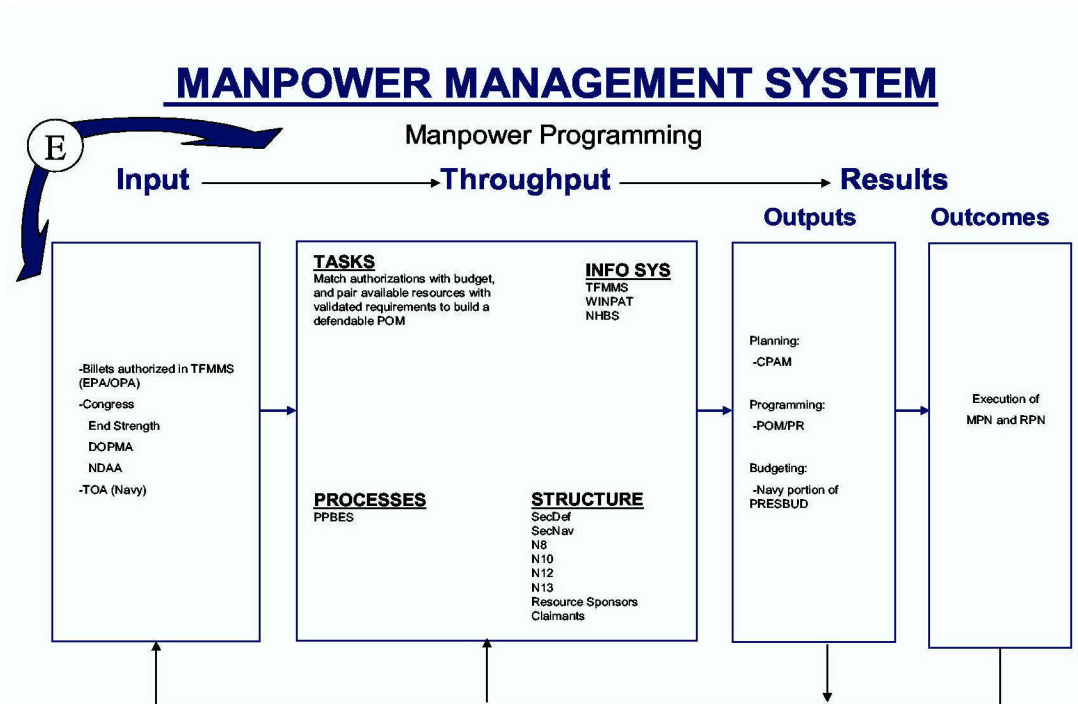 MANPOWER MANAGEMENT SYSTEM
E
Manpower Programming
Input
Throughput
Results
Outputs
Outcomes
-Billets authorized in TFMMS
(EPA/OPA)
-Congress
End Strength
DOPMA
NDAA
-TOA (Navy)
TASKS
Match authorizations with budget,
and pair available resources with
validated requirements to build a
defendable POM
INFO SYS
TFMMS
WINPAT
NHBS
PROCESSES
PPBES
STRUCTURE
SecDef
SecNav
N8
N10
N12
N13
Resource Sponsors
Claimants
Planning:
-CPAM
Programming:
-POM/PR
Budgeting:
-Navy portion of
PRESBUD
Execution of
MPN and RPN